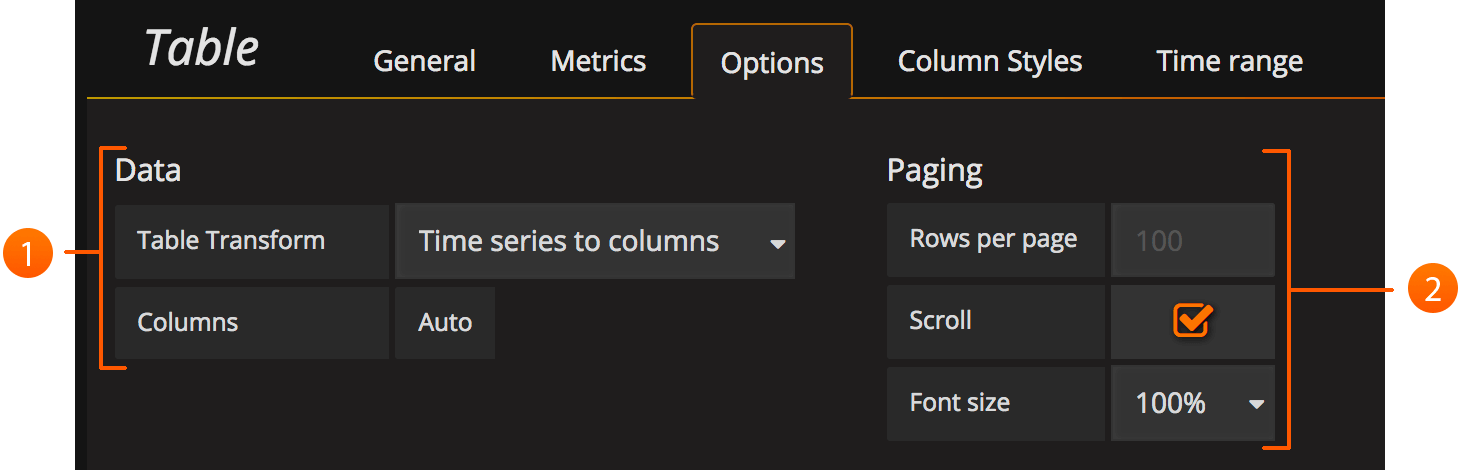 Table
General
Metrics
Options
Column Styles
Time range
1
Data
Table Transform
Time series to columns
Columns
Auto
Paging
Rows per page
100
Scroll
Font size
100%
2